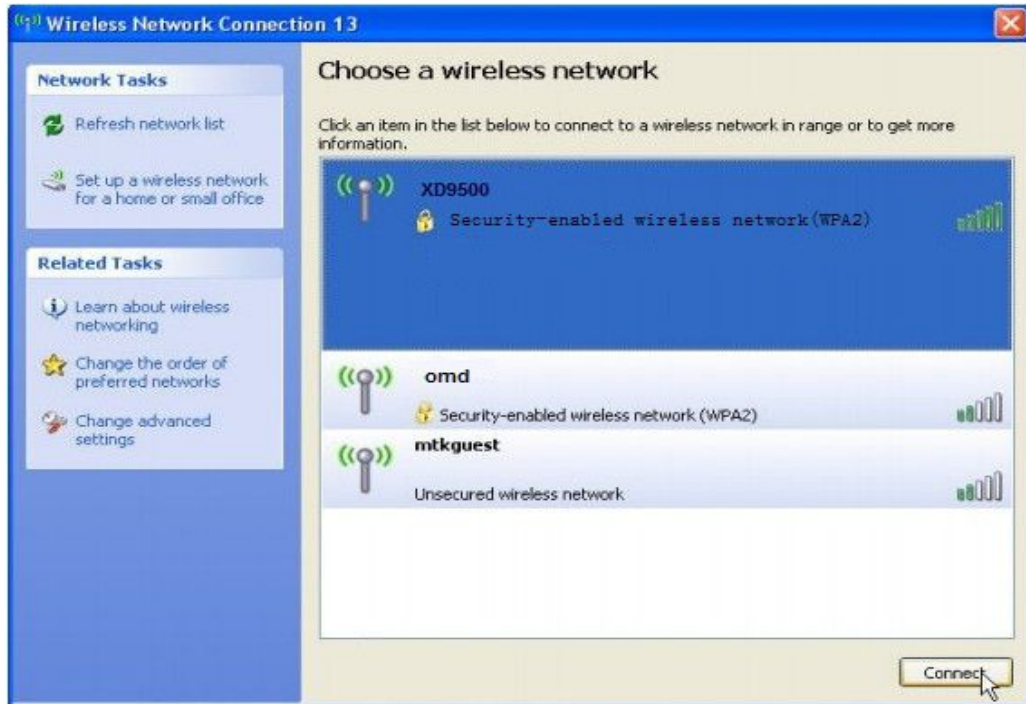 Wireless Network Connection 13
Network Tasks
Refresh network list
Set up a wireless network
for a home or small office
Related Tasks
Learn about wireless
networking
Change the order of
preferred networks
Change advanced
settings
Choose a wireless network
Click an item in the list below to connect to a wireless network in range or to get more
information.
XD9500
Security-enabled wireless network(WPA2)
omd
Security-enabled wireless network (WPA2)
mtkguest
Unsecured wireless network
Connect